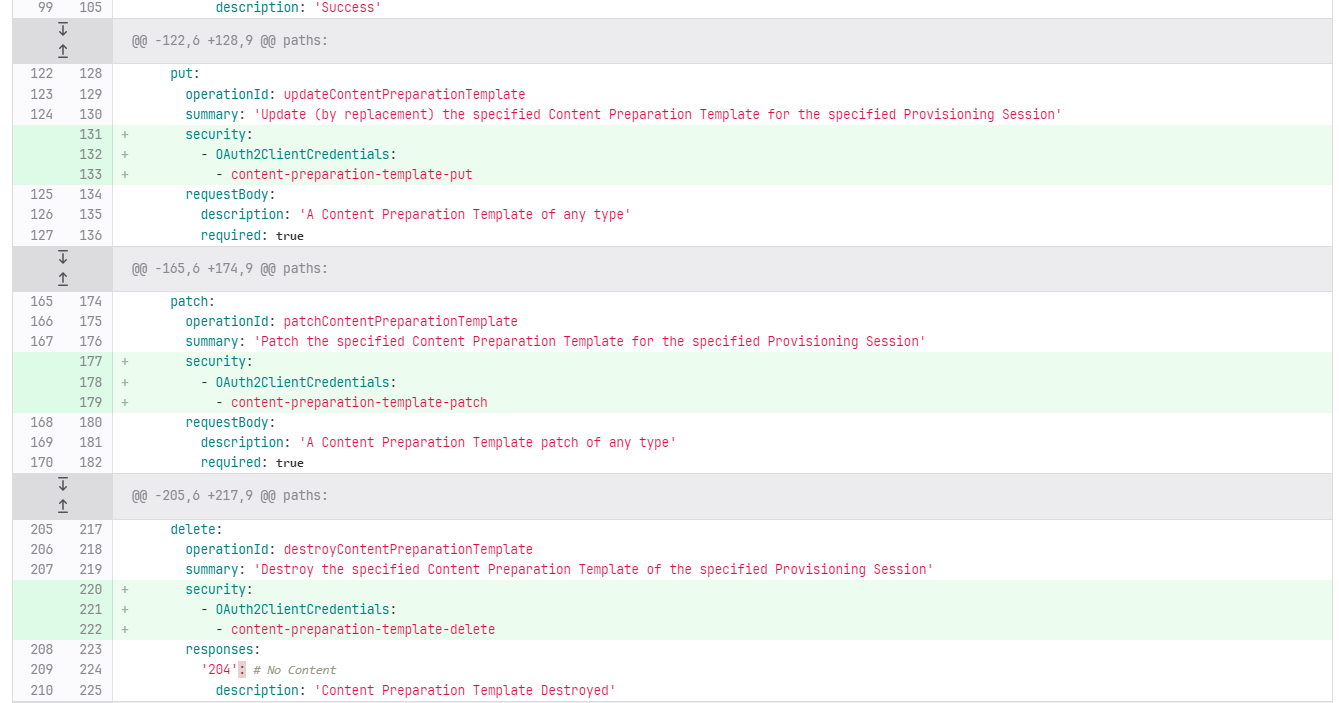 99 105 description: 'Success'
@@ -122,6 +128,9 @@ paths:
122 128 put:
123 129 operationId: updateContentPreparationTemplate
124 130 summary: 'Update (by replacement) the specified Content Preparation Template for the specified Provisioning Session'
131 + security:
132 + - OAuth2ClientCredentials:
133 + - content-preparation-template-put
125 134 requestBody:
126 135 description: 'A Content Preparation Template of any type'
127 136 required: true
@@ -165,6 +174,9 @@ paths:
165 174 patch:
166 175 operationId: patchContentPreparationTemplate
167 176 summary: 'Patch the specified Content Preparation Template for the specified Provisioning Session'
177 + security:
178 + - OAuth2ClientCredentials:
179 + - content-preparation-template-patch
168 180 requestBody:
169 181 description: 'A Content Preparation Template patch of any type'
170 182 required: true
@@ -205,6 +217,9 @@ paths:
205 217 delete:
206 218 operationId: destroyContentPreparationTemplate
207 219 summary: 'Destroy the specified Content Preparation Template of the specified Provisioning Session'
220 + security:
221 + - OAuth2ClientCredentials:
222 + - content-preparation-template-delete
208 223 responses:
209 224 '204': # No Content
210 225 description: 'Content Preparation Template Destroyed'